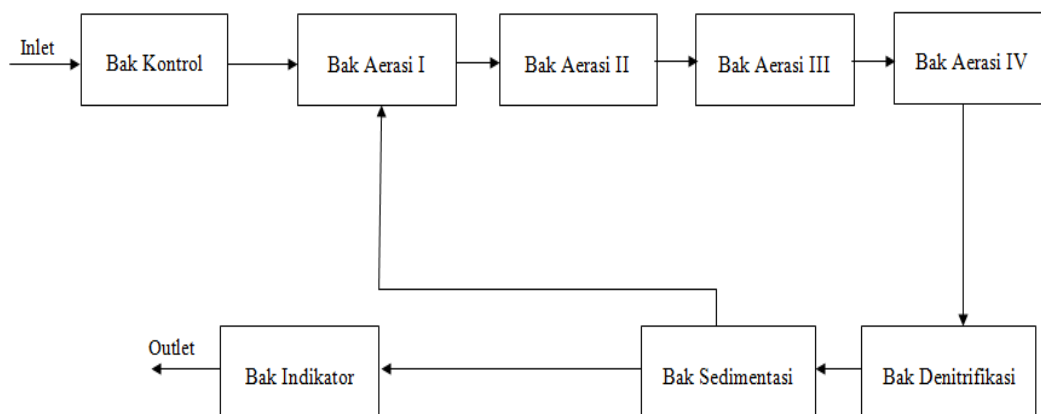 Inlet
Bak Kontrol
Bak Aerasi I
Bak Aerasi II
Bak Aerasi III
Bak Aerasi IV
Bak Denitrifikasi
Bak Sedimentasi
Bak Indikator
Outlet